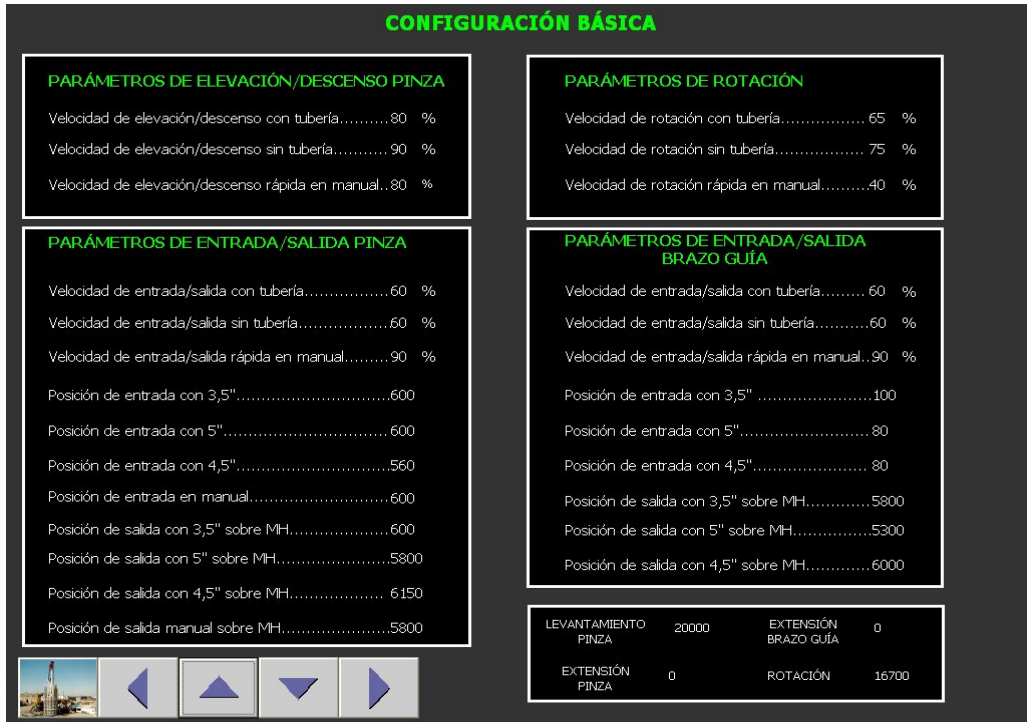 CONFIGURACIÓN BÁSICA
PARÁMETROS DE ELEVACIÓN/DESCENSO PINZA
Velocidad de elevación/descenso con tubería..........80 %
Velocidad de elevación/descenso sin tubería...........90 %
Velocidad de elevación/descenso rápida en manual..80 %
PARÁMETROS DE ROTACIÓN
Velocidad de rotación con tubería................. 65 %
Velocidad de rotación sin tubería.................. 75 %
Velocidad de rotación rápida en manual..........40 %
PARÁMETROS DE ENTRADA/SALIDA PINZA
Velocidad de entrada/salida con tubería.................60 %
Velocidad de entrada/salida sin tubería..................60 %
Velocidad de entrada/salida rápida en manual.........90 %
Posición de entrada con 3,5"...............................600
Posición de entrada con 5".................................600
Posición de entrada con 4,5"..............................560
Posición de entrada en manual............................600
Posición de salida con 3,5" sobre MH....................600
Posición de salida con 5" sobre MH.......................5800
Posición de salida con 4,5" sobre MH................... 6150
Posición de salida manual sobre MH......................5800
PARÁMETROS DE ENTRADA/SALIDA
BRAZO GUÍA
Velocidad de entrada/salida con tubería......... 60 %
Velocidad de entrada/salida sin tubería...........60 %
Velocidad de entrada/salida rápida en manual..90 %
Posición de entrada con 3,5" .......................100
Posición de entrada con 5"..........................80
Posición de entrada con 4,5"....................... 80
Posición de salida con 3,5" sobre MH.............5800
Posición de salida con 5" sobre MH...............5300
Posición de salida con 4,5" sobre MH.............6000
LEVANTAMIENTO
PINZA
20000
EXTENSIÓN
BRAZO GUÍA
0
EXTENSIÓN
PINZA
0
ROTACIÓN
16700